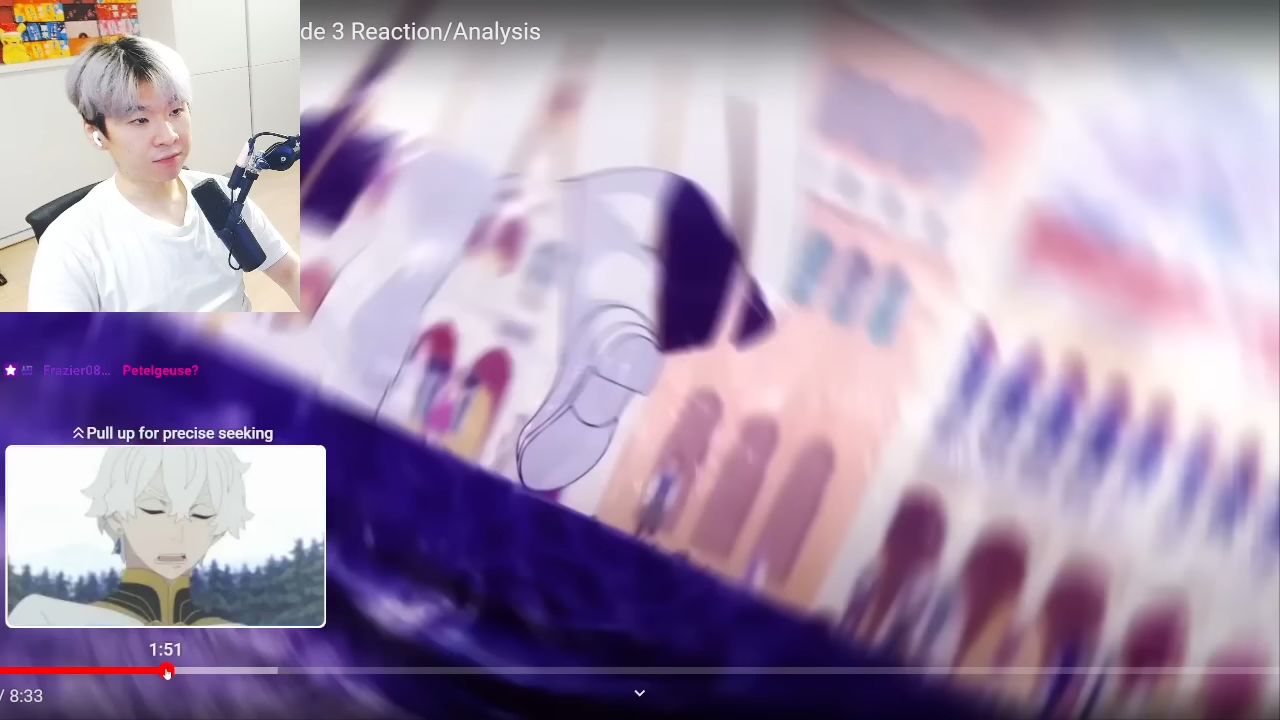 de 3 Reaction/Analysis
Frazier08... Petelgeuse?
Pull up for precise seeking
1:51
/ 8:33